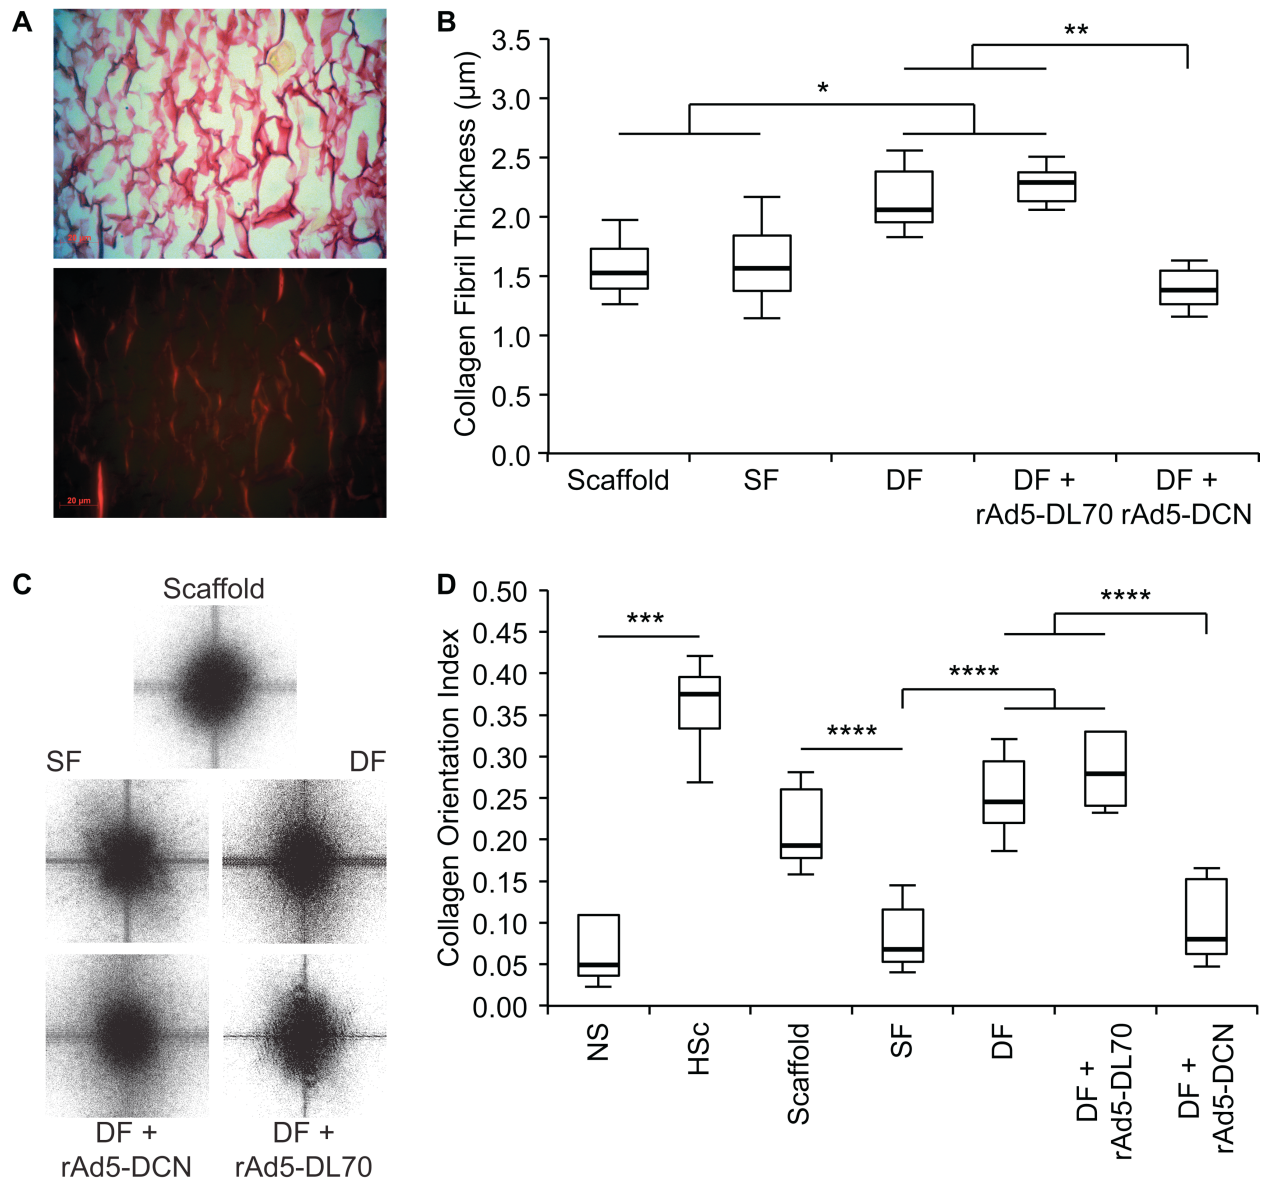 A
20 µm
20 µm
B
Collagen Fibril Thickness (µm)
3.5
3.0
2.5
2.0
1.5
1.0
0.5
0.0
*
**
Scaffold
SF
DF
DF +
rAd5-DL70
DF +
rAd5-DCN
C
Scaffold
SF
DF
DF +
rAd5-DCN
DF +
rAd5-DL70
D
Collagen Orientation Index
0.50
0.45
0.40
0.35
0.30
0.25
0.20
0.15
0.10
0.05
0.00
***
****
****
****
NS
HSc
Scaffold
SF
DF
DF +
rAd5-DL70
DF +
rAd5-DCN